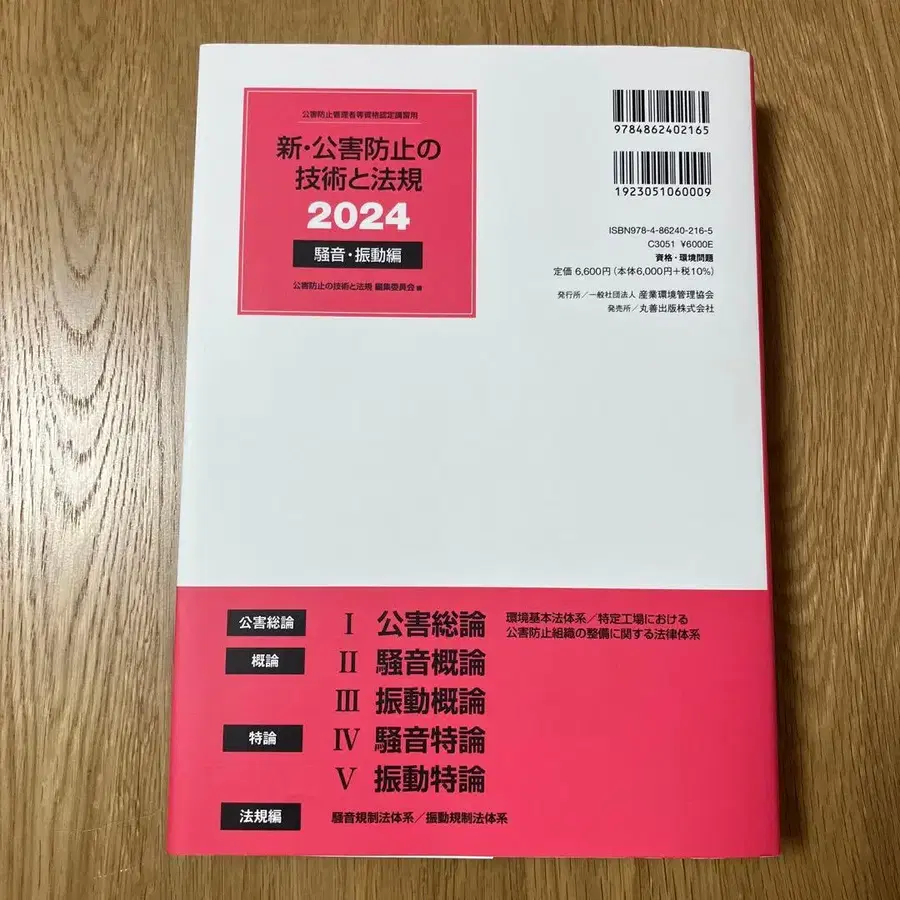 公害防止管理者等資格認定講習用
新・公害防止の
技術と法規
2024
騒音・振動編
公害防止の技術と法規 編集委員会 編
9784862402165
1923051060009
ISBN978-4-86240-216-5
C3051 ¥6000E
資格・環境問題
定価 6,600円(本体6,000円+税10%)
発行所/一般社団法人 産業環境管理協会
発売所/丸善出版株式会社
公害総論 Ⅰ 公害総論 環境基本法体系/特定工場における
公害防止組織の整備に関する法律体系
概論 Ⅱ 騒音概論
Ⅲ 振動概論
特論 Ⅳ 騒音特論
Ⅴ 振動特論
法規編 騒音規制法体系/振動規制法体系